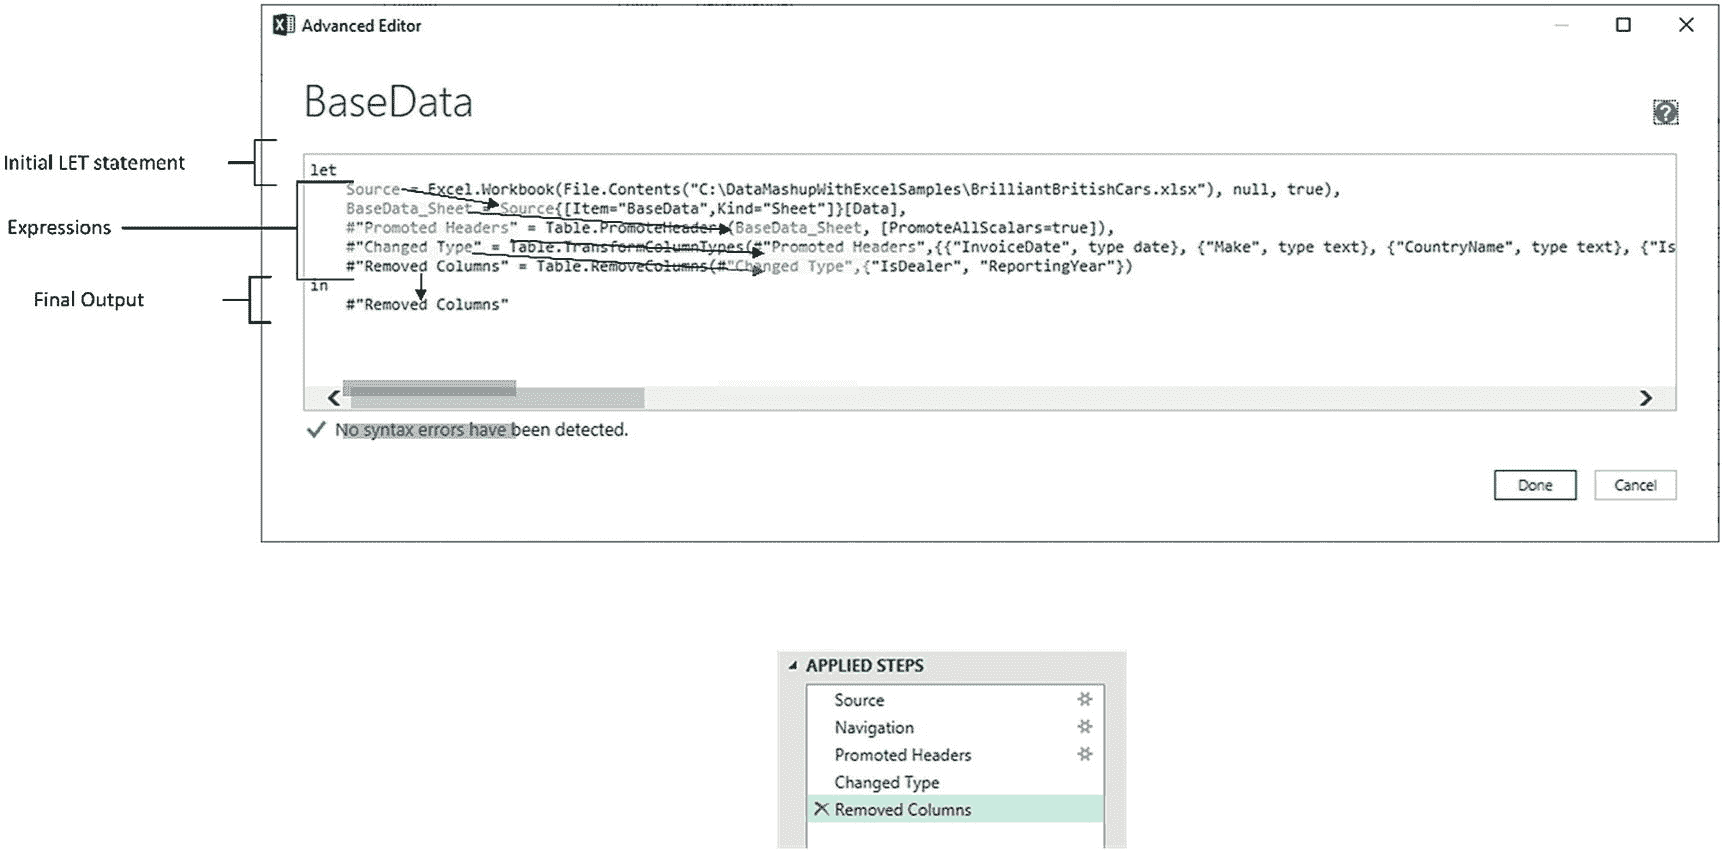 Advanced Editor
BaseData
Initial LET statement
let
Source = Excel.Workbook(File.Contents("C:\DataMashupWithExcelSamples\BrilliantBritishCars.xlsx"), null, true),
BaseData_Sheet = Source{[Item="BaseData",Kind="Sheet"]}[Data],
Expressions
#"Promoted Headers" = Table.PromoteHeaders(BaseData_Sheet, [PromoteAllScalars=true]),
#"Changed Type" = Table.TransformColumnTypes(#"Promoted Headers",{{"InvoiceDate", type date}, {"Make", type text}, {"CountryName", type text}, {"Is
#"Removed Columns" = Table.RemoveColumns(#"Changed Type",{"IsDealer", "ReportingYear"})
in
Final Output
#"Removed Columns"
No syntax errors have been detected.
Done
Cancel
APPLIED STEPS
Source
Navigation
Promoted Headers
Changed Type
Removed Columns